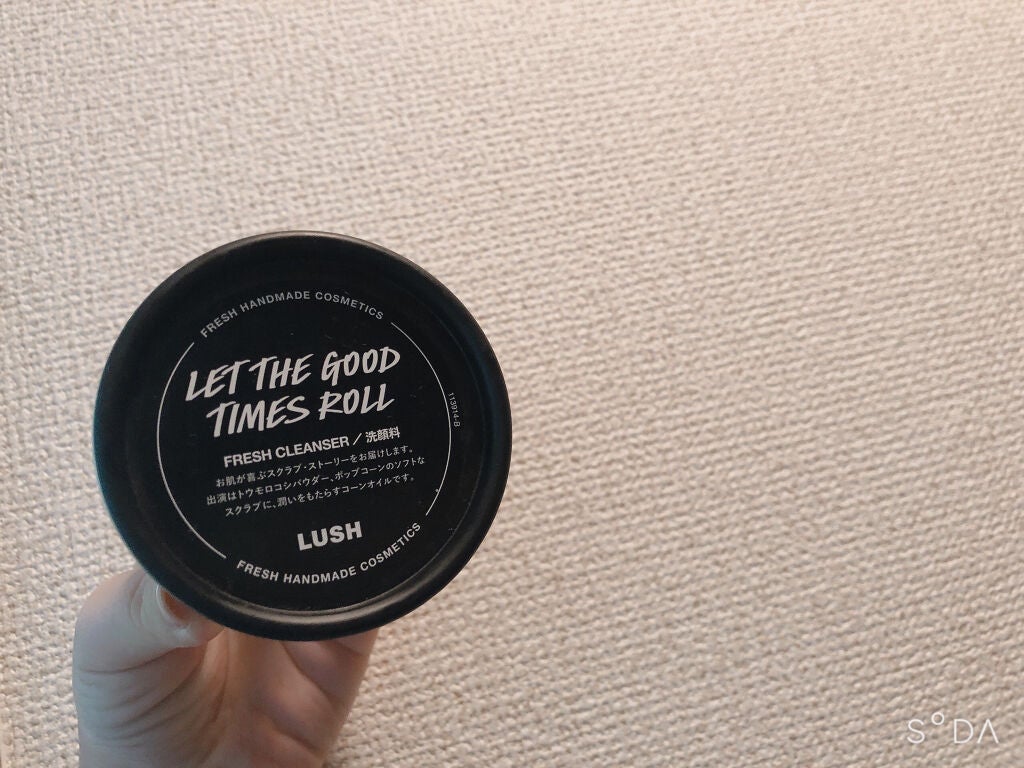 FRESH HANDMADE COSMETICS
LET THE GOOD
TIMES ROLL
FRESH CLEANSER / 洗顔料
お肌が喜ぶスクラブ・ストーリーをお届けします。
出演はトウモロコシパウダー、ポップコーンのソフトな
スクラブに、潤いをもたらすコーンオイルです。
LUSH
FRESH HANDMADE COSMETICS
113914-B
S°DA